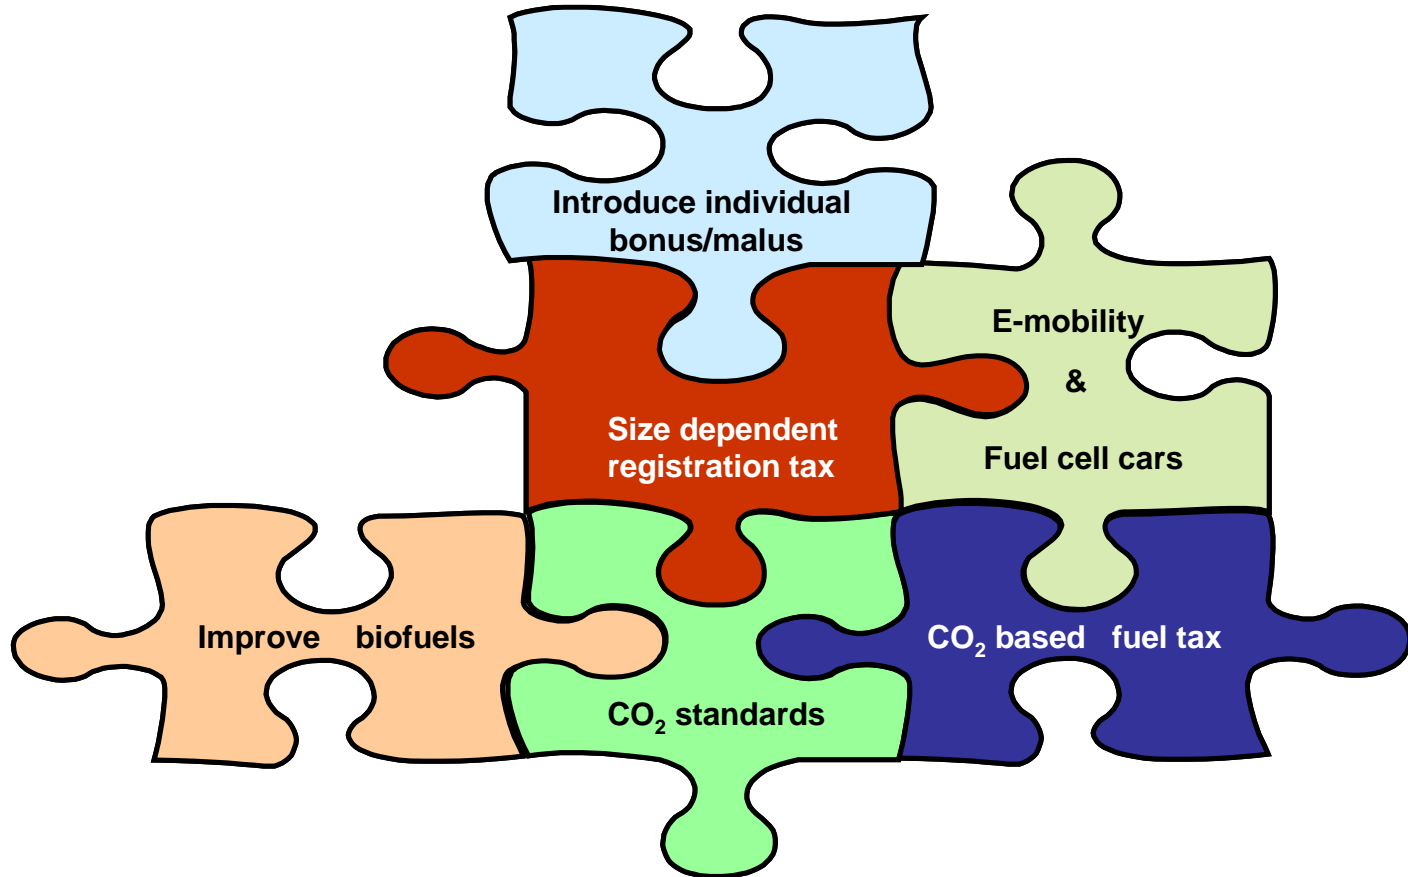 Introduce individual
bonus/malus
E-mobility
&
Fuel cell cars
Size dependent
registration tax
Improve biofuels
CO₂ based fuel tax
CO₂ standards